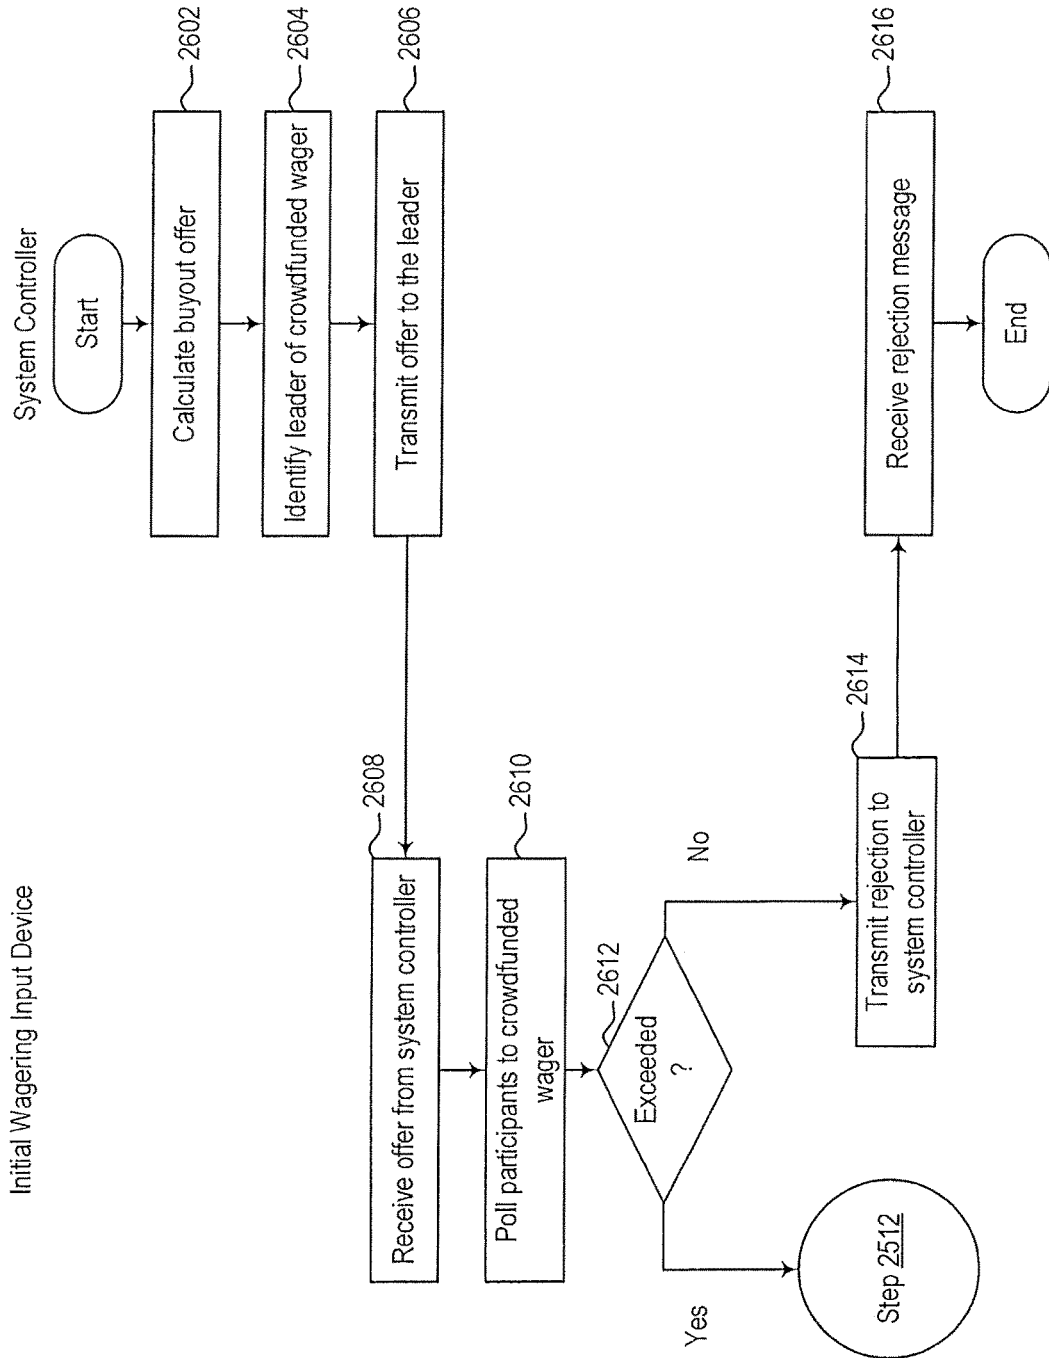 Initial Wagering Input Device
System Controller
Start
Calculate buyout offer
2602
Identify leader of crowdfunded wager
2604
Transmit offer to the leader
2606
Receive offer from system controller
2608
Poll participants to crowdfunded
wager
2610
Exceeded
?
2612
Yes
No
Step 2512
Transmit rejection to
system controller
2614
Receive rejection message
2616
End